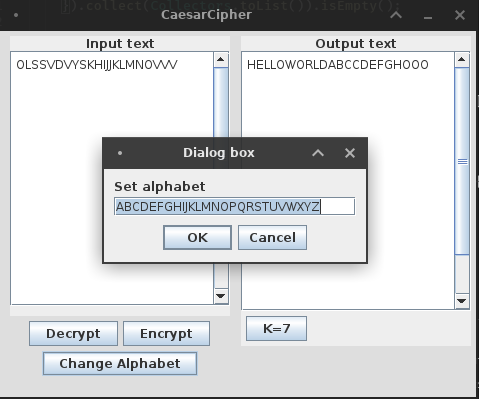 ).collect(Collectors.toList()).isEmpty();
CaesarCipher
Input text
Output text
OLSSVDVYSKHIJJKLMNOVVV
HELLOWORLDABCCDEFGHOOO
Dialog box
Set alphabet
ABCDEFGHIJKLMNOPQRSTUVWXYZ
OK
Cancel
Decrypt
Encrypt
K=7
Change Alphabet